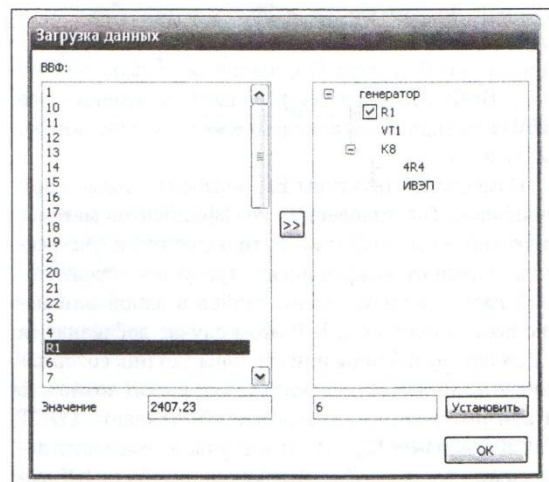 Загрузка данных
ВВФ:
1
10
11
12
13
14
15
16
17
18
19
2
20
21
22
3
4
R1
6
7
>>
генератор
R1
VT1
K8
4R4
ИВЭП
Значение
2407.23
6
Установить
OK